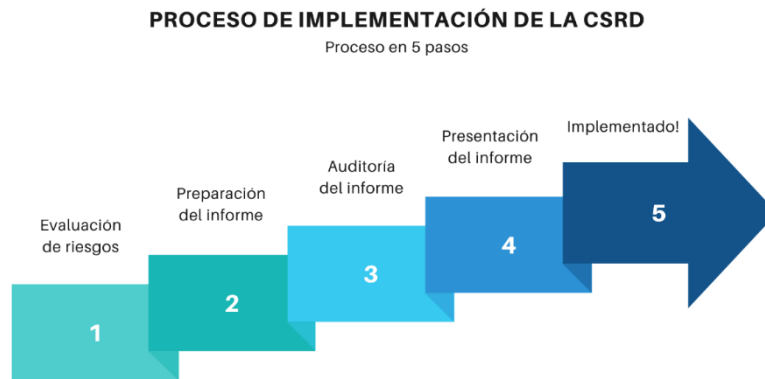 PROCESO DE IMPLEMENTACIÓN DE LA CSRD
Proceso en 5 pasos
Evaluación
de riesgos
1
Preparación
del informe
2
Auditoría
del informe
3
Presentación
del informe
4
Implementado!
5